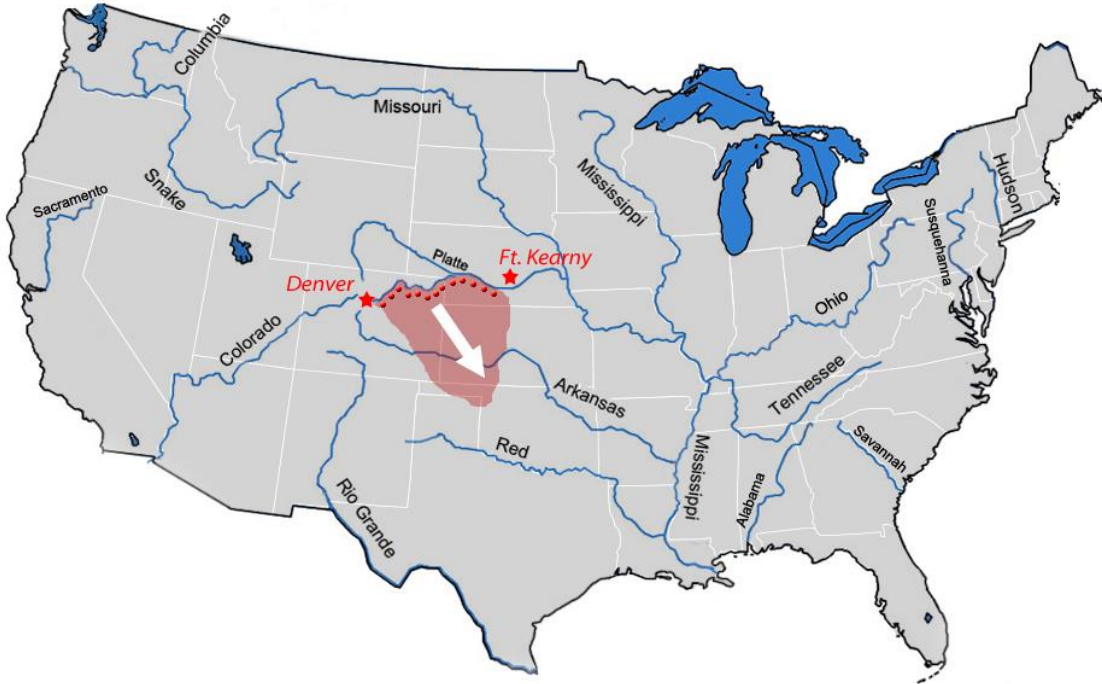 Columbia
Missouri
Snake
Sacramento
Mississippi
Hudson
Susquehanna
Platte
Ft. Kearny
Denver
Ohio
Colorado
Arkansas
Tennessee
Red
Savannah
Mississippi
Rio Grande
Alabama